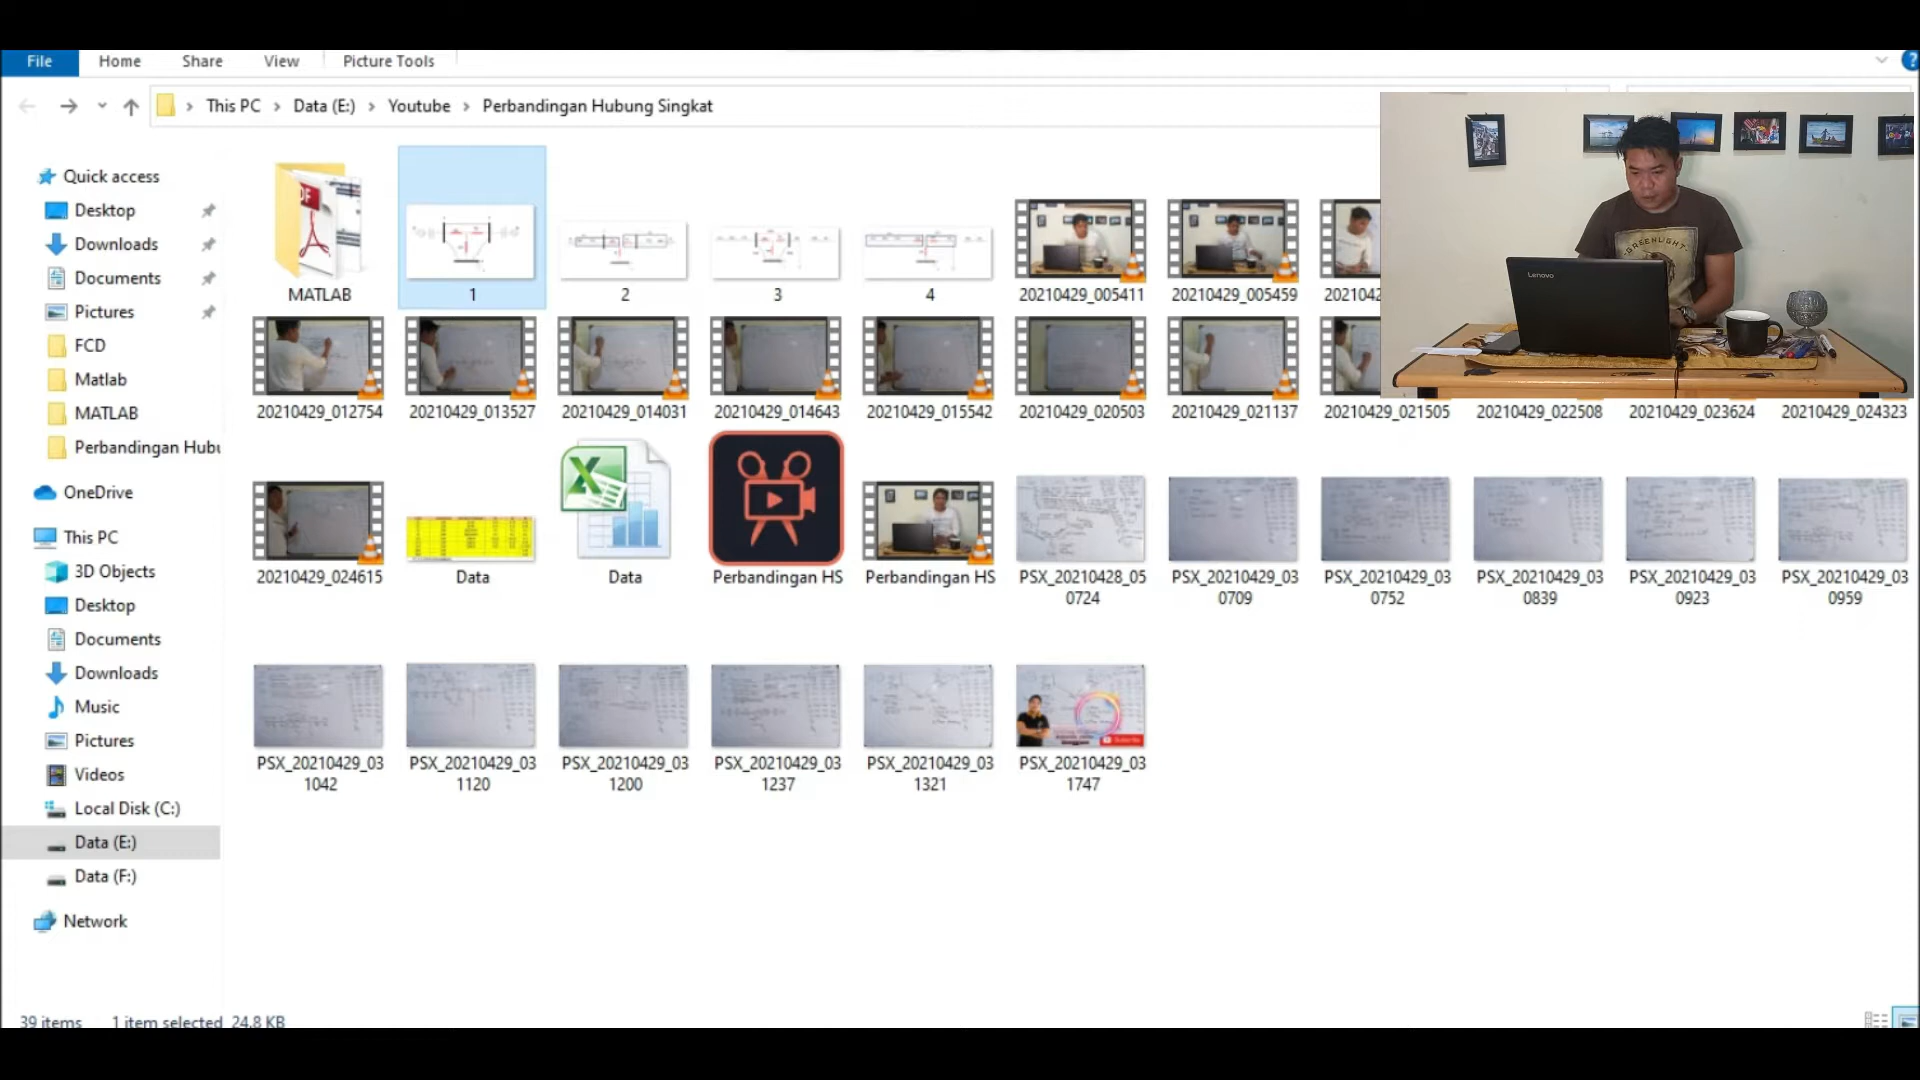 File Home Share View Picture Tools
This PC > Data (E:) > Youtube > Perbandingan Hubung Singkat
Quick access
Desktop
Downloads
Documents
Pictures
FCD
Matlab
MATLAB
Perbandingan Hubu
OneDrive
This PC
3D Objects
Desktop
Documents
Downloads
Music
Pictures
Videos
Local Disk (C:)
Data (E:)
Data (F:)
Network
MATLAB 1 2 3 4 20210429_005411 20210429_005459 2021042
20210429_012754 20210429_013527 20210429_014031 20210429_014643 20210429_015542 20210429_020503 20210429_021137 20210429_021505 20210429_022508 20210429_023624 20210429_024323
20210429_024615 Data Data Perbandingan HS Perbandingan HS PSX_20210428_05 PSX_20210429_03 PSX_20210429_03 PSX_20210429_03 PSX_20210429_03 PSX_20210429_03
0724 0709 0752 0839 0923 0959
PSX_20210429_03 PSX_20210429_03 PSX_20210429_03 PSX_20210429_03 PSX_20210429_03 PSX_20210429_03
1042 1120 1200 1237 1321 1747
39 items 1 item selected 24,8 KB
Lenovo
GREENLIGHT